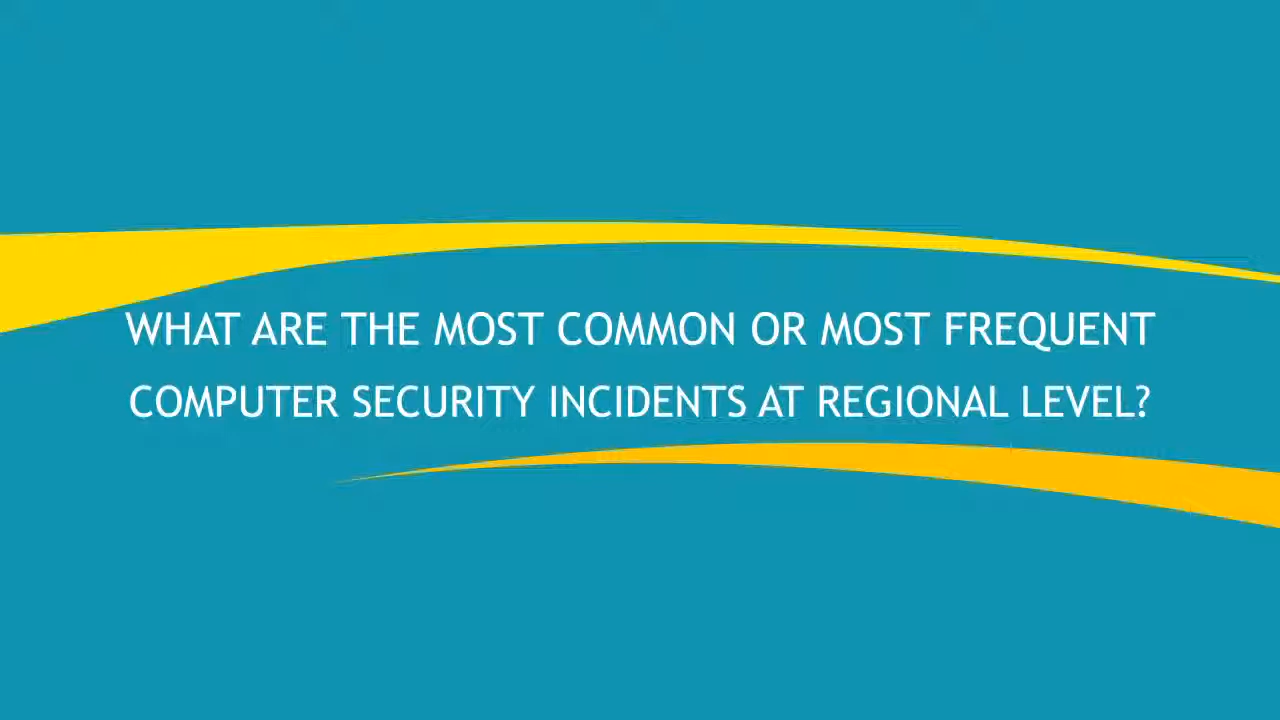 WHAT ARE THE MOST COMMON OR MOST FREQUENT
COMPUTER SECURITY INCIDENTS AT REGIONAL LEVEL?